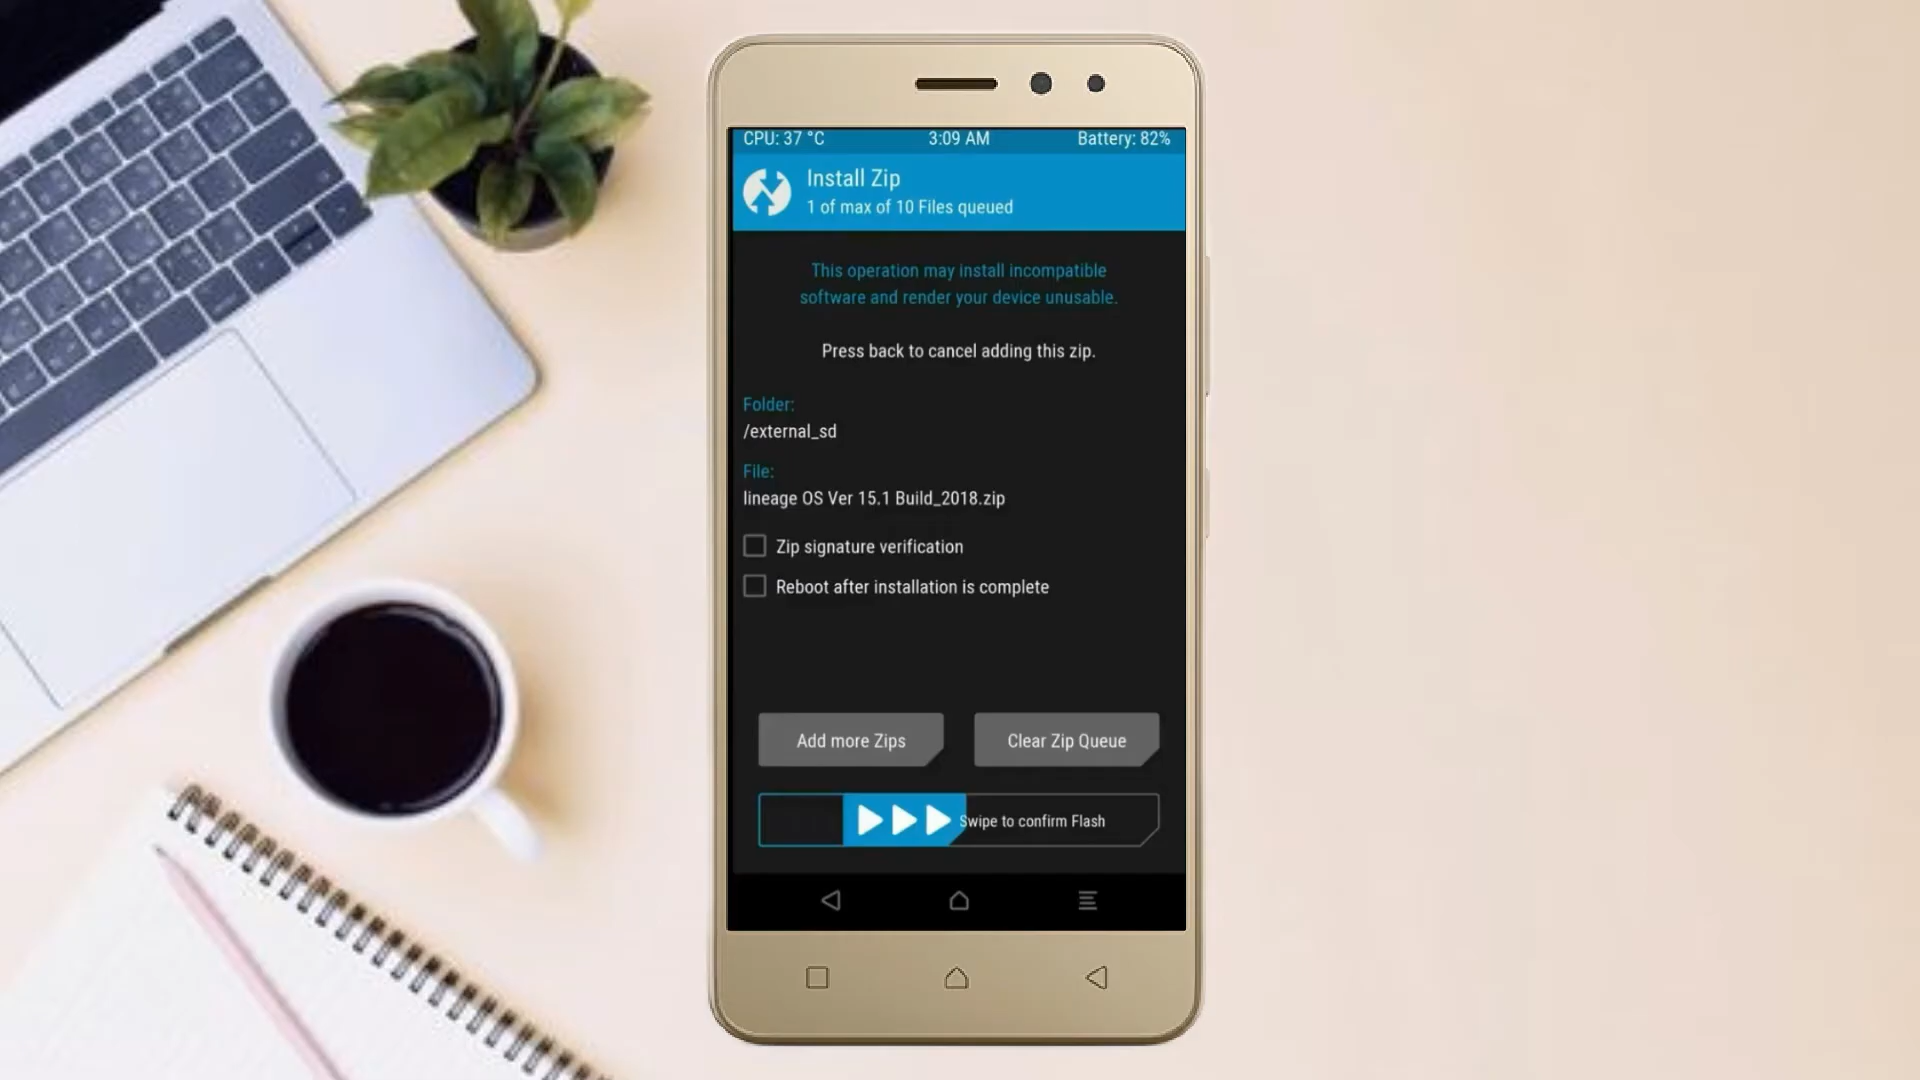 CPU: 37 °C 3:09 AM Battery: 82%
Install Zip
1 of max of 10 Files queued
This operation may install incompatible
software and render your device unusable.
Press back to cancel adding this zip.
Folder:
/external_sd
File:
lineage OS Ver 15.1 Build_2018.zip
Zip signature verification
Reboot after installation is complete
Add more Zips Clear Zip Queue
Swipe to confirm Flash